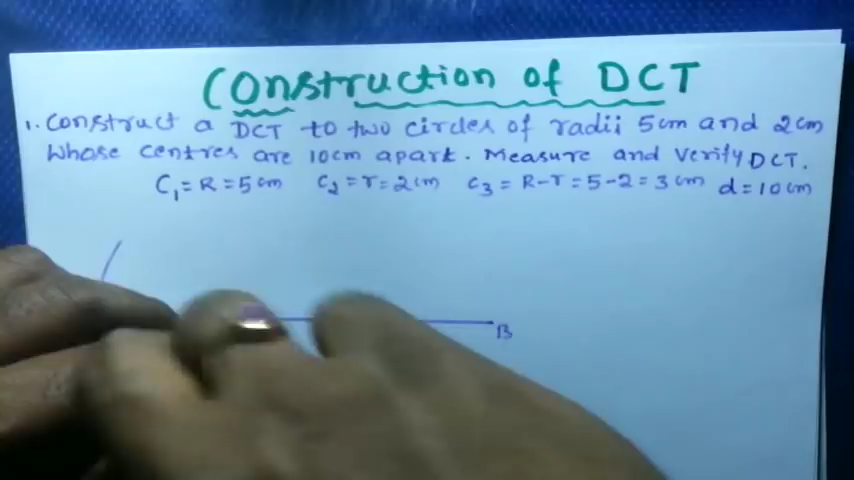 Construction of DCT
1. Construct a DCT to two circles of radii 5cm and 2cm
whose centres are 10cm apart. Measure and Verify DCT.
C₁ = R = 5cm C₂ = r = 2cm C₃ = R-r = 5-2 = 3cm d = 10cm
B